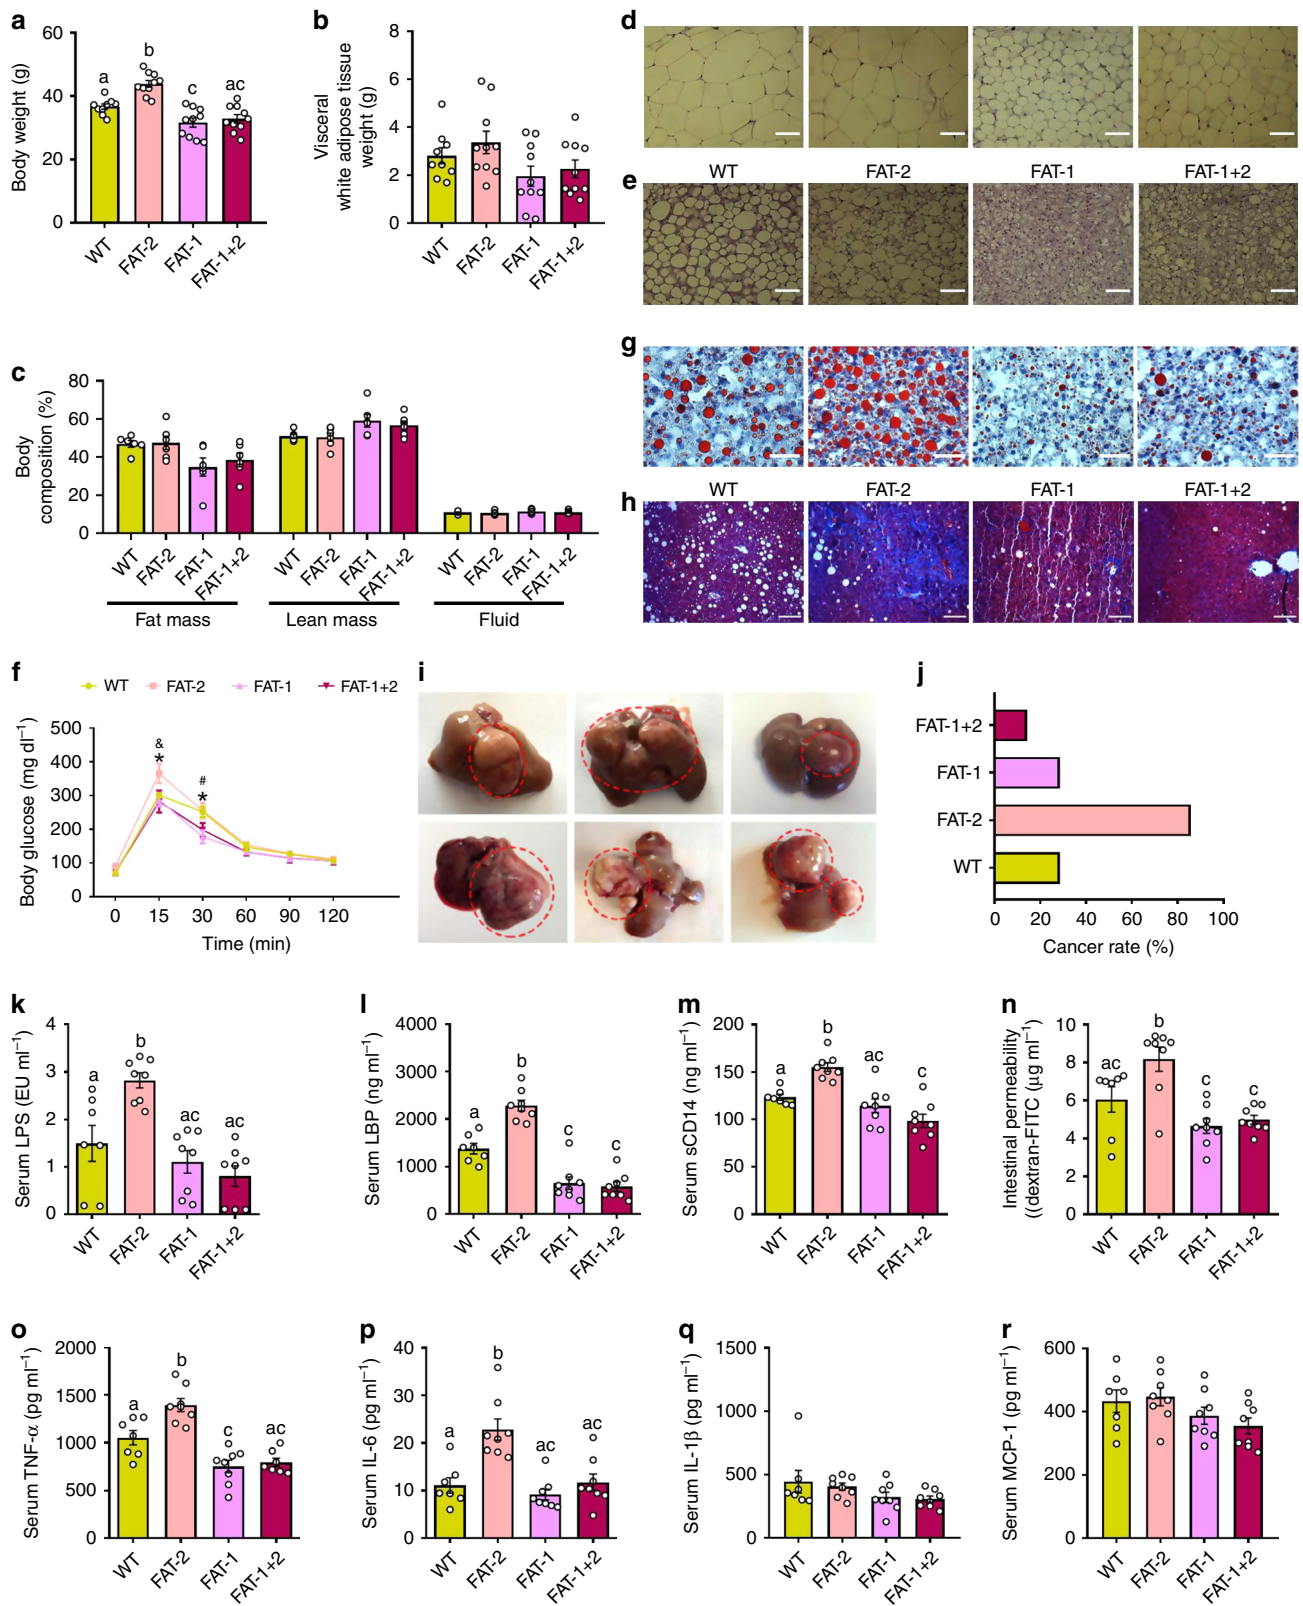 a
Body weight (g)
60
40
20
0
a
b
c
ac
WT
FAT-2
FAT-1
FAT-1+2
b
Visceral
white adipose tissue
weight (g)
8
6
4
2
0
WT
FAT-2
FAT-1
FAT-1+2
d
WT
FAT-2
FAT-1
FAT-1+2
e
c
Body
composition (%)
80
60
40
20
0
WT
FAT-2
FAT-1
FAT-1+2
WT
FAT-2
FAT-1
FAT-1+2
WT
FAT-2
FAT-1
FAT-1+2
Fat mass
Lean mass
Fluid
g
WT
FAT-2
FAT-1
FAT-1+2
h
f
WT
FAT-2
FAT-1
FAT-1+2
Body glucose (mg dl⁻¹)
500
400
300
200
100
0
&
*
#
*
0
15
30
60
90
120
Time (min)
i
j
FAT-1+2
FAT-1
FAT-2
WT
0
20
40
60
80
100
Cancer rate (%)
k
Serum LPS (EU ml⁻¹)
4
3
2
1
0
a
b
ac
ac
WT
FAT-2
FAT-1
FAT-1+2
l
Serum LBP (ng ml⁻¹)
4000
3000
2000
1000
0
a
b
c
c
WT
FAT-2
FAT-1
FAT-1+2
m
Serum sCD14 (ng ml⁻¹)
200
150
100
50
0
a
b
ac
c
WT
FAT-2
FAT-1
FAT-1+2
n
Intestinal permeability
((dextran-FITC (μg ml⁻¹)
10
8
6
4
2
0
ac
b
c
c
WT
FAT-2
FAT-1
FAT-1+2
o
Serum TNF-α (pg ml⁻¹)
2000
1500
1000
500
0
a
b
c
ac
WT
FAT-2
FAT-1
FAT-1+2
p
Serum IL-6 (pg ml⁻¹)
40
30
20
10
0
a
b
ac
ac
WT
FAT-2
FAT-1
FAT-1+2
q
Serum IL-1β (pg ml⁻¹)
1500
1000
500
0
WT
FAT-2
FAT-1
FAT-1+2
r
Serum MCP-1 (pg ml⁻¹)
600
400
200
0
WT
FAT-2
FAT-1
FAT-1+2